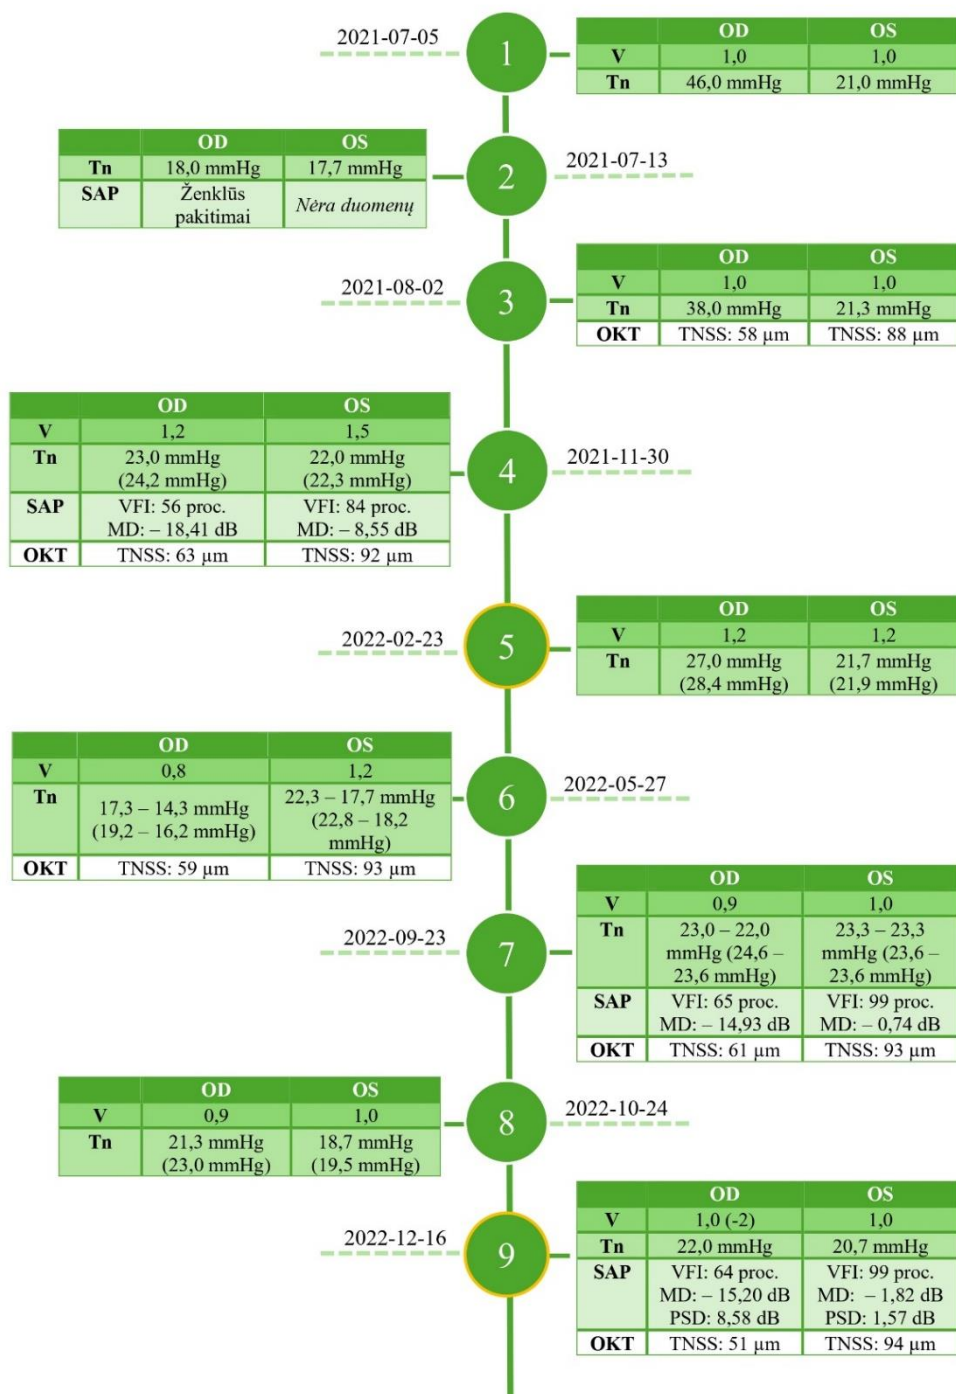 2021-07-05
1
OD OS
V 1,0 1,0
Tn 46,0 mmHg 21,0 mmHg
OD OS
Tn 18,0 mmHg 17,7 mmHg
SAP Ženklūs pakitimai Nėra duomenų
2
2021-07-13
2021-08-02
3
OD OS
V 1,0 1,0
Tn 38,0 mmHg 21,3 mmHg
OKT TNSS: 58 µm TNSS: 88 µm
OD OS
V 1,2 1,5
Tn 23,0 mmHg 22,0 mmHg
(24,2 mmHg) (22,3 mmHg)
SAP VFI: 56 proc. VFI: 84 proc.
MD: – 18,41 dB MD: – 8,55 dB
OKT TNSS: 63 µm TNSS: 92 µm
4
2021-11-30
2022-02-23
5
OD OS
V 1,2 1,2
Tn 27,0 mmHg 21,7 mmHg
(28,4 mmHg) (21,9 mmHg)
OD OS
V 0,8 1,2
Tn 17,3 – 14,3 mmHg (19,2 – 16,2 mmHg) 22,3 – 17,7 mmHg (22,8 – 18,2 mmHg)
OKT TNSS: 59 µm TNSS: 93 µm
6
2022-05-27
2022-09-23
7
OD OS
V 0,9 1,0
Tn 23,0 – 22,0 23,3 – 23,3
mmHg (24,6 – mmHg (23,6 –
23,6 mmHg) 23,6 mmHg)
SAP VFI: 65 proc. VFI: 99 proc.
MD: – 14,93 dB MD: – 0,74 dB
OKT TNSS: 61 µm TNSS: 93 µm
OD OS
V 0,9 1,0
Tn 21,3 mmHg 18,7 mmHg
(23,0 mmHg) (19,5 mmHg)
8
2022-10-24
2022-12-16
9
OD OS
V 1,0 (-2) 1,0
Tn 22,0 mmHg 20,7 mmHg
SAP VFI: 64 proc. VFI: 99 proc.
MD: – 15,20 dB MD: – 1,82 dB
PSD: 8,58 dB PSD: 1,57 dB
OKT TNSS: 51 µm TNSS: 94 µm